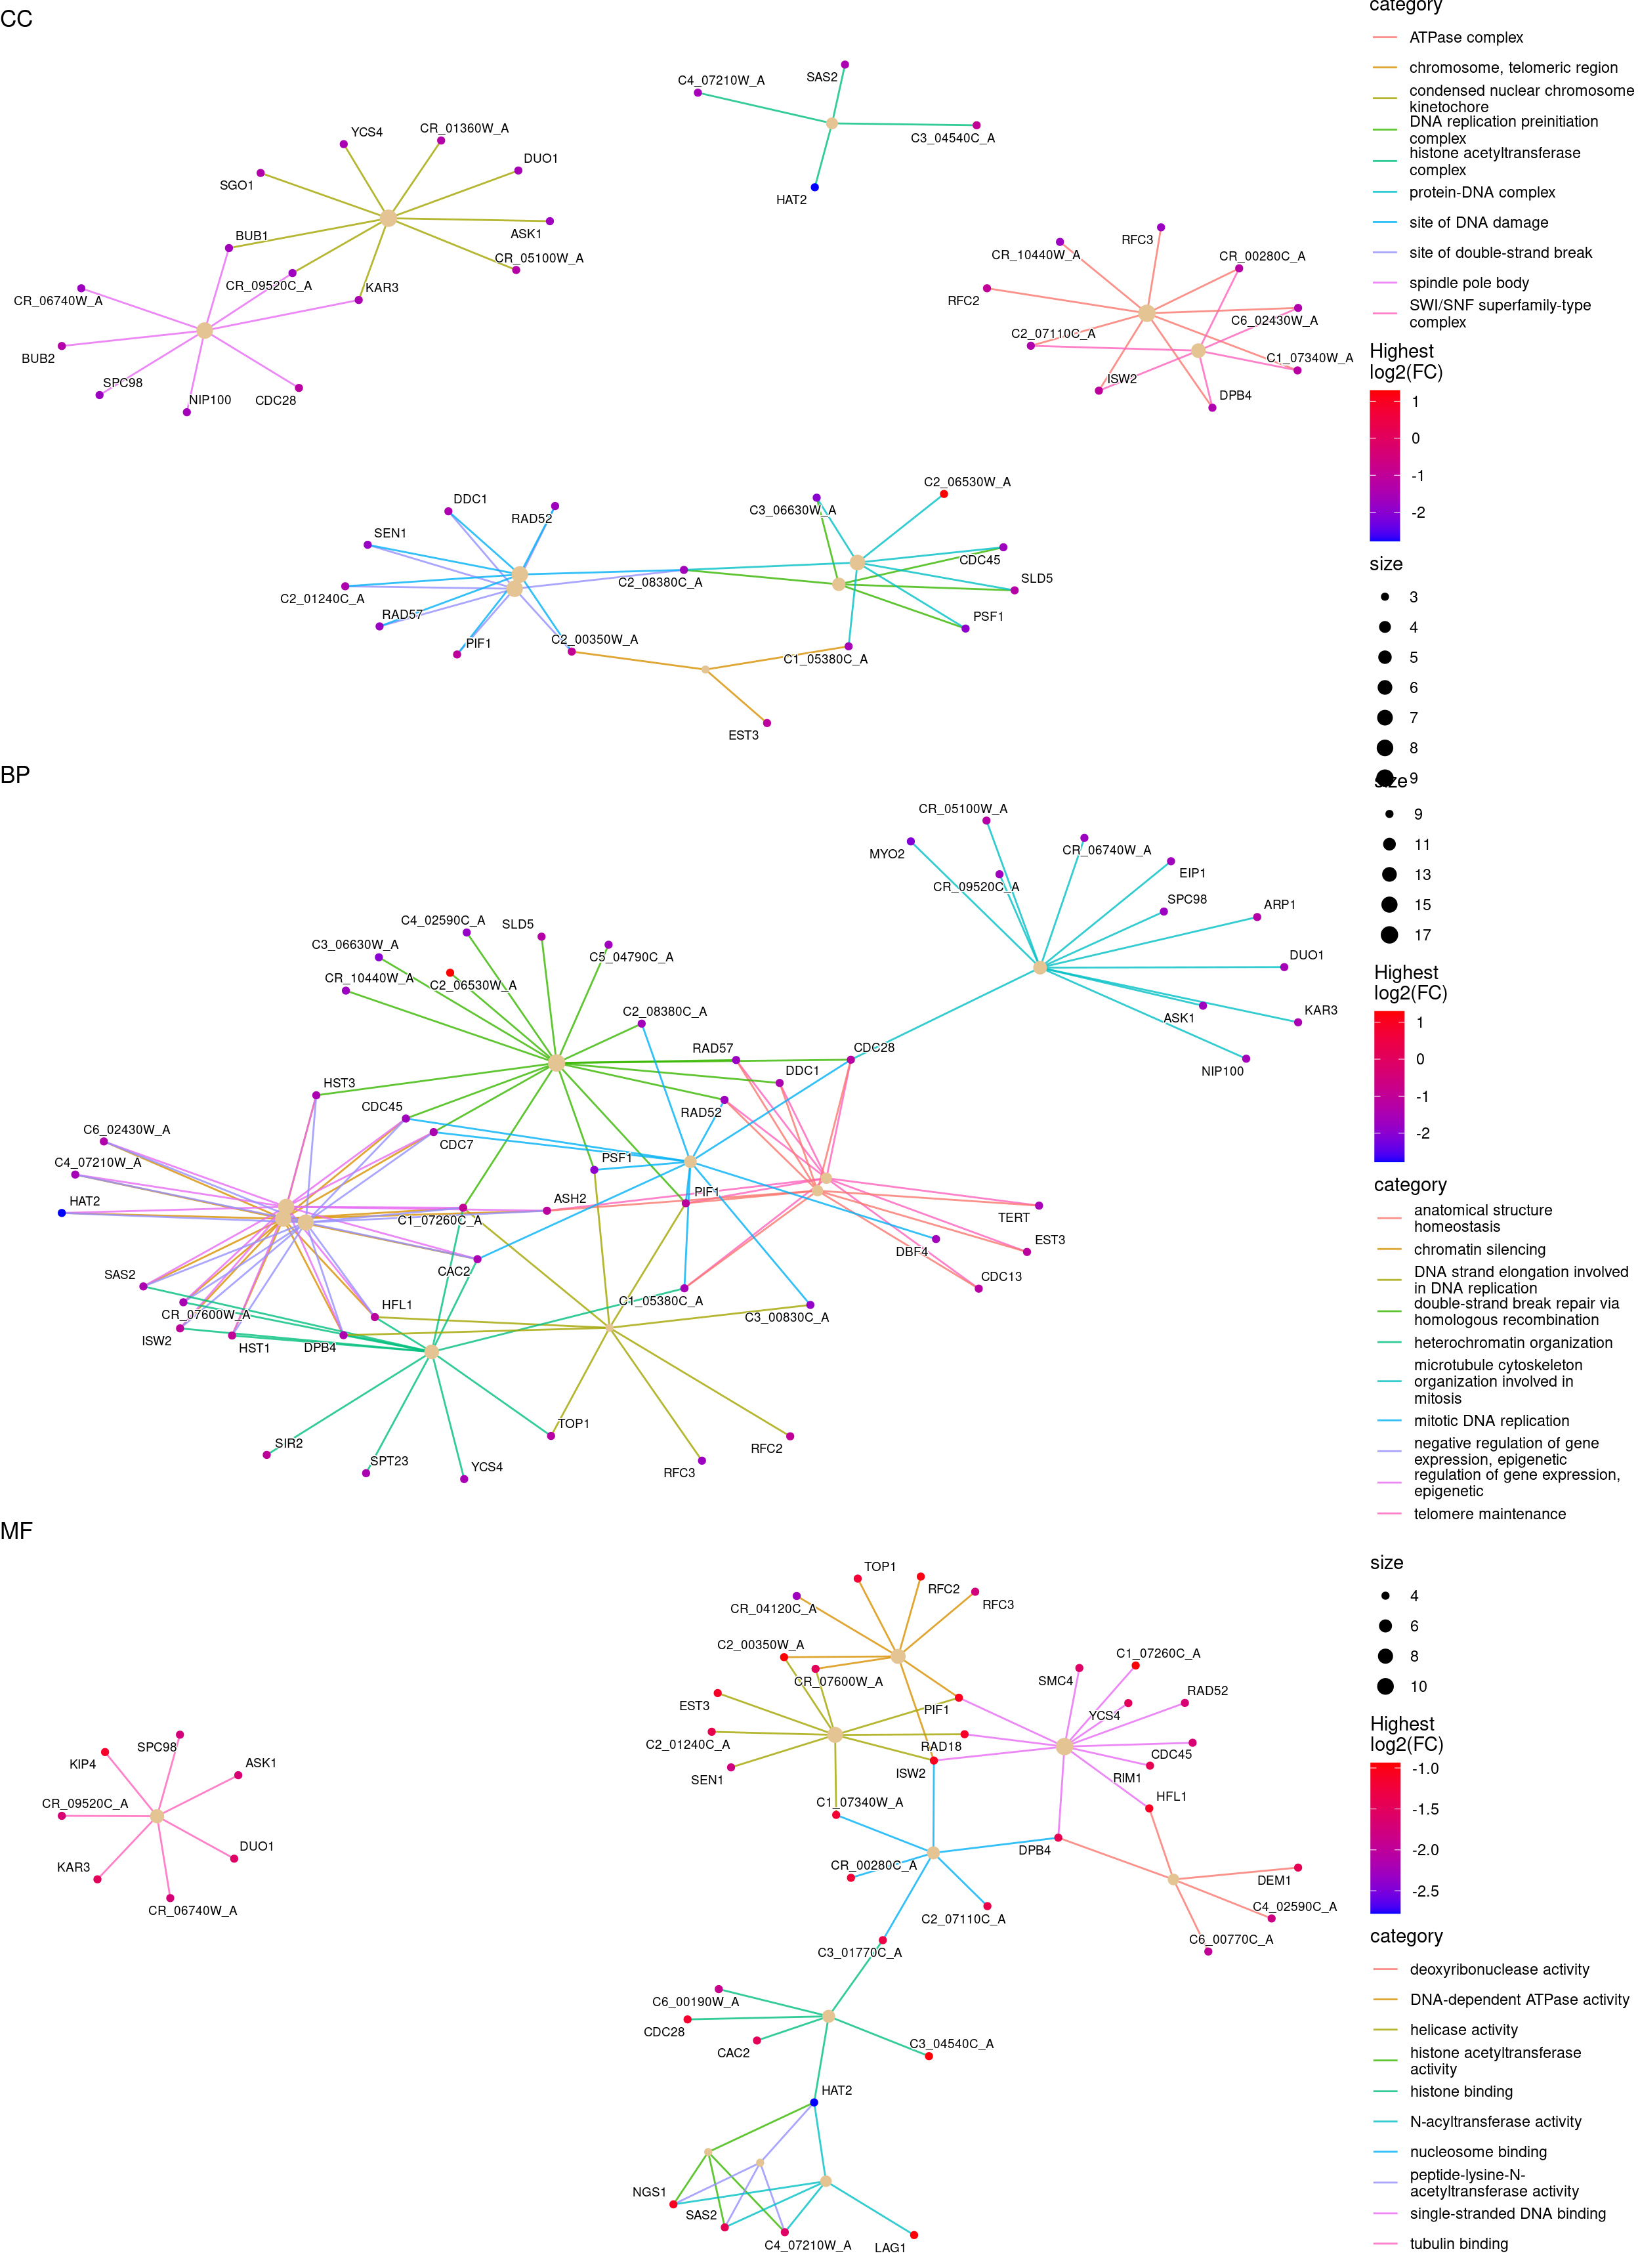 CC
C4_07210W_A
SAS2
C3_04540C_A
HAT2
YCS4
CR_01360W_A
DUO1
SGO1
ASK1
BUB1
CR_05100W_A
CR_09520C_A
KAR3
CR_06740W_A
BUB2
SPC98
NIP100
CDC28
RFC3
CR_10440W_A
CR_00280C_A
RFC2
C6_02430W_A
C2_07110C_A
C1_07340W_A
ISW2
DPB4
DDC1
RAD52
SEN1
C2_01240C_A
RAD57
PIF1
C2_00350W_A
C2_08380C_A
C3_06630W_A
C2_06530W_A
CDC45
SLD5
PSF1
C1_05380C_A
EST3
category
ATPase complex
chromosome, telomeric region
condensed nuclear chromosome
kinetochore
DNA replication preinitiation
complex
histone acetyltransferase
complex
protein-DNA complex
site of DNA damage
site of double-strand break
spindle pole body
SWI/SNF superfamily-type
complex
Highest
log2(FC)
1
0
-1
-2
size
3
4
5
6
7
8
9
BP
CR_05100W_A
MYO2
CR_06740W_A
CR_09520C_A
EIP1
SPC98
ARP1
DUO1
ASK1
KAR3
NIP100
C4_02590C_A
SLD5
C3_06630W_A
C5_04790C_A
CR_10440W_A
C2_06530W_A
C2_08380C_A
RAD57
CDC28
DDC1
HST3
CDC45
RAD52
C6_02430W_A
CDC7
C4_07210W_A
PSF1
HAT2
ASH2
PIF1
C1_07260C_A
TERT
DBF4
EST3
CAC2
CDC13
SAS2
C1_05380C_A
CR_07600W_A
HFL1
C3_00830C_A
ISW2
HST1
DPB4
TOP1
SIR2
SPT23
YCS4
RFC3
RFC2
size
9
11
13
15
17
Highest
log2(FC)
1
0
-1
-2
category
anatomical structure
homeostasis
chromatin silencing
DNA strand elongation involved
in DNA replication
double-strand break repair via
homologous recombination
heterochromatin organization
microtubule cytoskeleton
organization involved in
mitosis
mitotic DNA replication
negative regulation of gene
expression, epigenetic
regulation of gene expression,
epigenetic
telomere maintenance
MF
TOP1
RFC2
CR_04120C_A
RFC3
C2_00350W_A
CR_07600W_A
C1_07260C_A
SMC4
EST3
PIF1
YCS4
RAD52
C2_01240C_A
RAD18
CDC45
SEN1
ISW2
RIM1
HFL1
C1_07340W_A
DPB4
CR_00280C_A
DEM1
C4_02590C_A
C2_07110C_A
C6_00770C_A
C3_01770C_A
SPC98
KIP4
ASK1
CR_09520C_A
DUO1
KAR3
CR_06740W_A
C6_00190W_A
CDC28
CAC2
C3_04540C_A
HAT2
NGS1
SAS2
C4_07210W_A
LAG1
size
4
6
8
10
Highest
log2(FC)
-1.0
-1.5
-2.0
-2.5
category
deoxyribonuclease activity
DNA-dependent ATPase activity
helicase activity
histone acetyltransferase
activity
histone binding
N-acyltransferase activity
nucleosome binding
peptide-lysine-N-
acetyltransferase activity
single-stranded DNA binding
tubulin binding